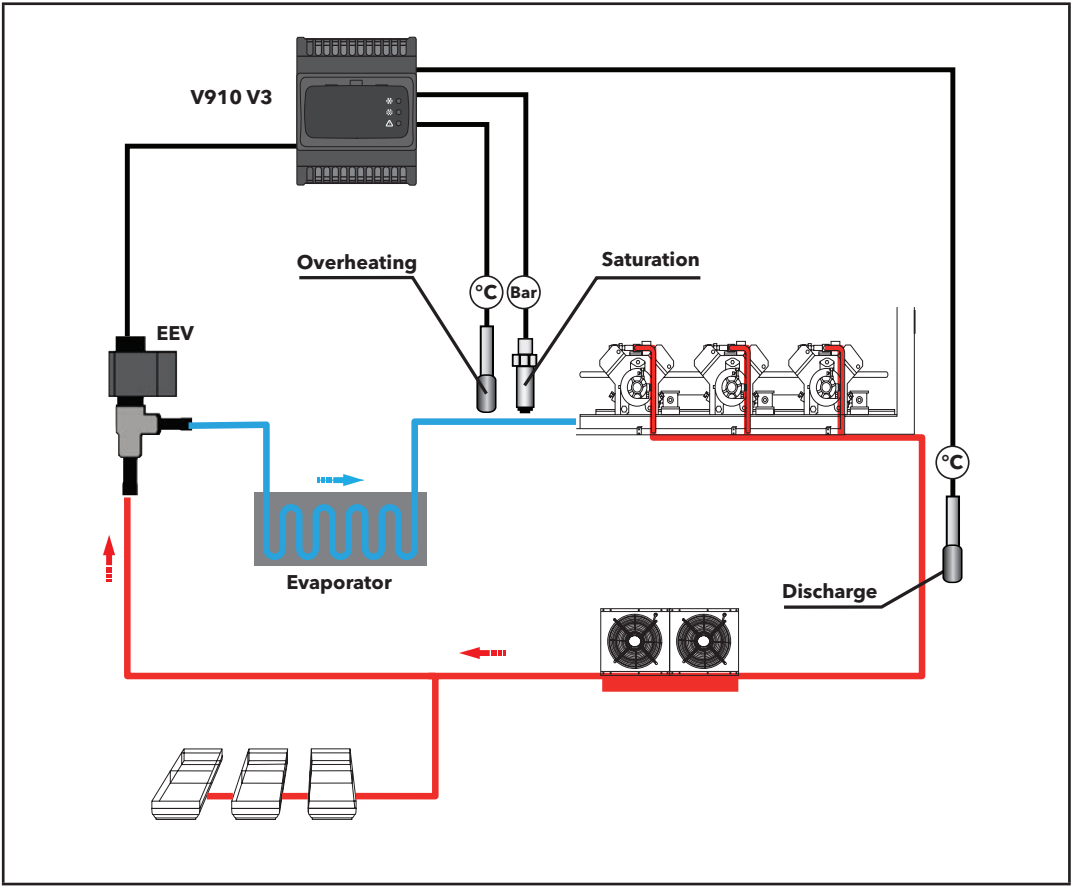 V910 V3
Overheating
Saturation
°C
Bar
EEV
°C
Evaporator
Discharge